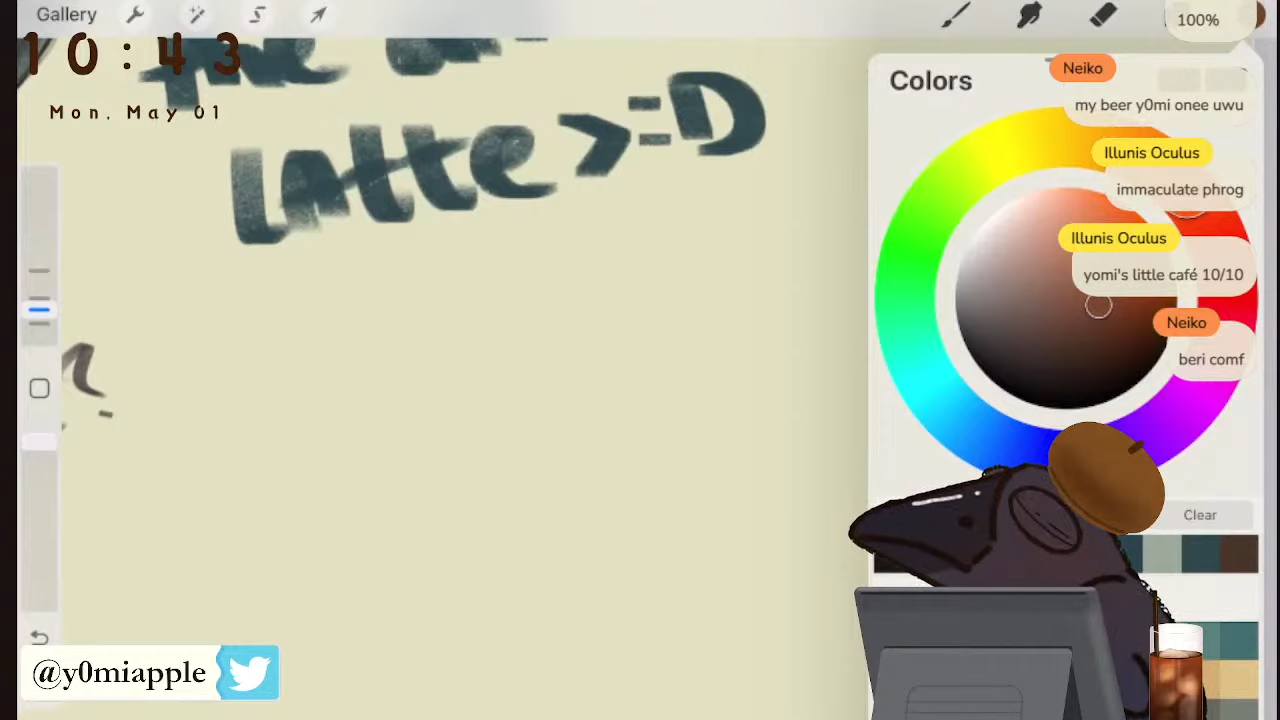 Gallery
100%
10:43
Mon, May 01
the
Latte >=D
Colors
Neiko
my beer y0mi onee uwu
Illunis Oculus
immaculate phrog
Illunis Oculus
yomi's little café 10/10
Neiko
beri comf
Clear
@y0miapple